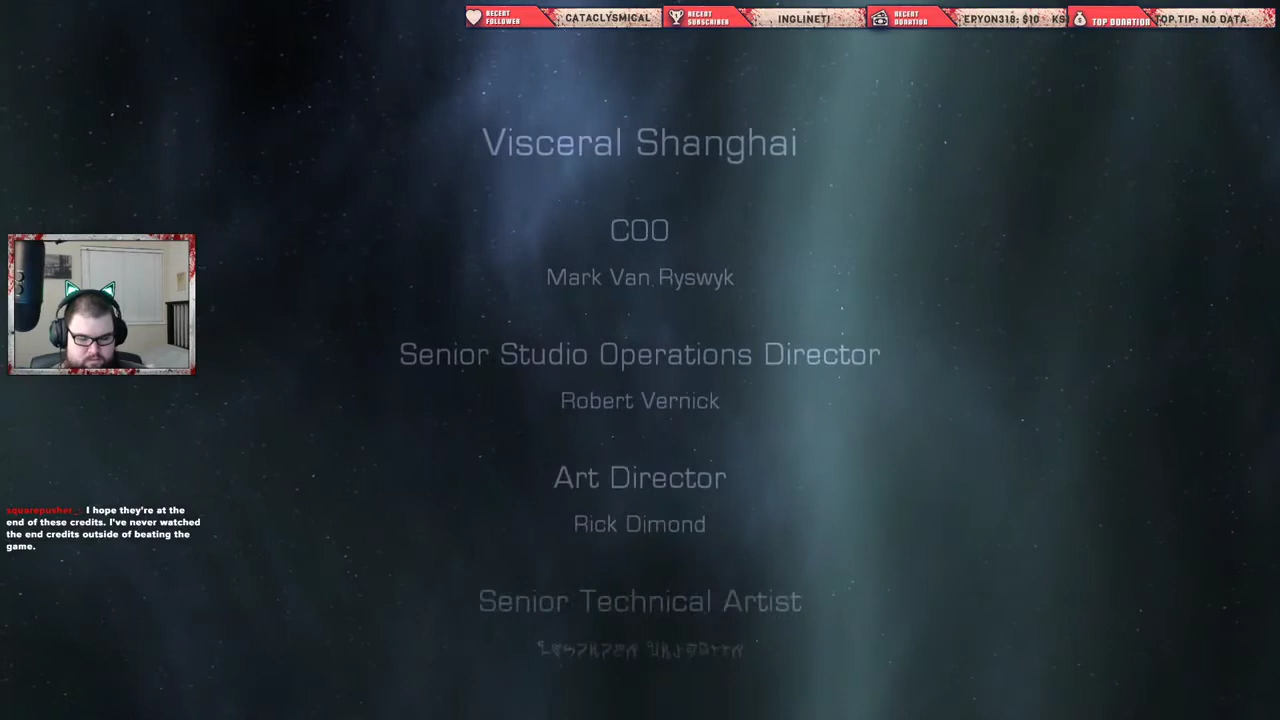 RECENT FOLLOWER
CATACLYSMICAL
RECENT SUBSCRIBER
INGLINETJ
RECENT DONATION
ERYON318: $10
TOP DONATION
TOP TIP: NO DATA
Visceral Shanghai
COO
Mark Van Ryswyk
Senior Studio Operations Director
Robert Vernick
Art Director
Rick Dimond
Senior Technical Artist
squarepusher_: I hope they're at the
end of these credits. I've never watched
the end credits outside of beating the
game.